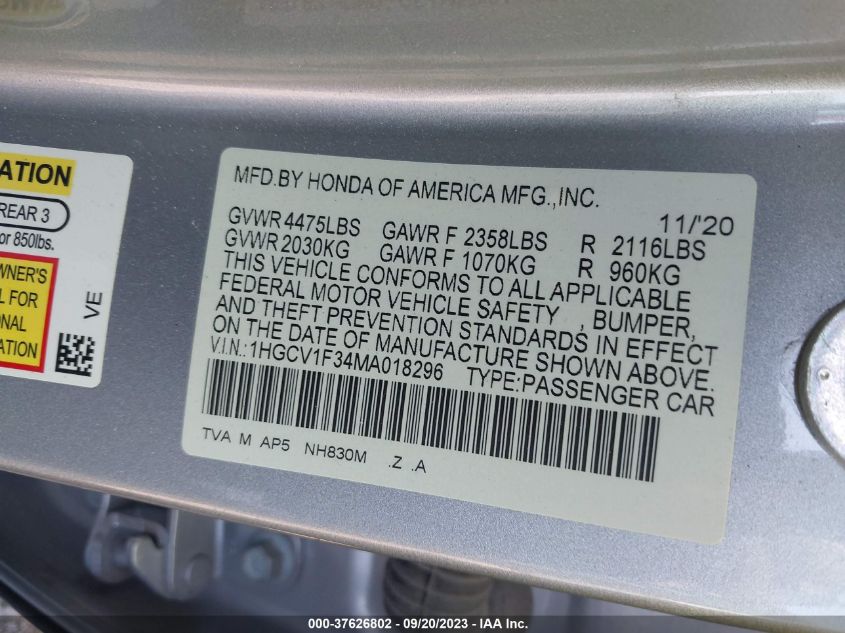 ATION
REAR 3
or 850lbs.
WNER'S
L FOR
ONAL
ATION
VE
MFD.BY HONDA OF AMERICA MFG.,INC.
11/'20
GVWR 4475LBS GAWR F 2358LBS R 2116LBS
GVWR 2030KG GAWR F 1070KG R 960KG
THIS VEHICLE CONFORMS TO ALL APPLICABLE
FEDERAL MOTOR VEHICLE SAFETY , BUMPER,
AND THEFT PREVENTION STANDARDS IN EFFECT
ON THE DATE OF MANUFACTURE SHOWN ABOVE.
V.I.N.:1HGCV1F34MA018296 TYPE:PASSENGER CAR
TVA M AP5 NH830M .Z .A
000-37626802 - 09/20/2023 - IAA Inc.